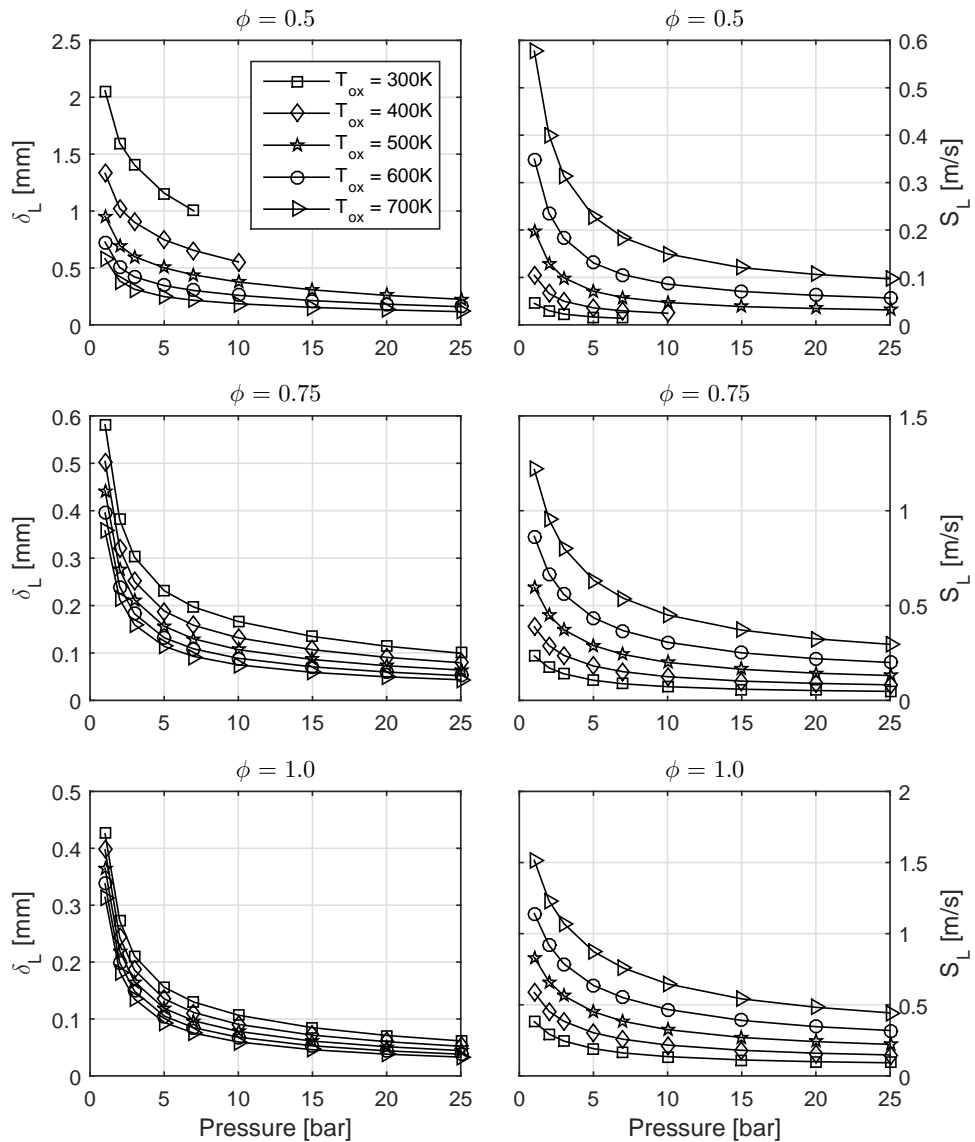 ϕ = 0.5
ϕ = 0.5
2.5
2
1.5
1
0.5
0
δ_L [mm]
T_ox = 300K
T_ox = 400K
T_ox = 500K
T_ox = 600K
T_ox = 700K
0 5 10 15 20 25
0.6
0.5
0.4
0.3
0.2
0.1
0
S_L [m/s]
0 5 10 15 20 25
ϕ = 0.75
ϕ = 0.75
0.6
0.5
0.4
0.3
0.2
0.1
0
δ_L [mm]
0 5 10 15 20 25
1.5
1
0.5
0
S_L [m/s]
0 5 10 15 20 25
ϕ = 1.0
ϕ = 1.0
0.5
0.4
0.3
0.2
0.1
0
δ_L [mm]
0 5 10 15 20 25
Pressure [bar]
2
1.5
1
0.5
0
S_L [m/s]
0 5 10 15 20 25
Pressure [bar]